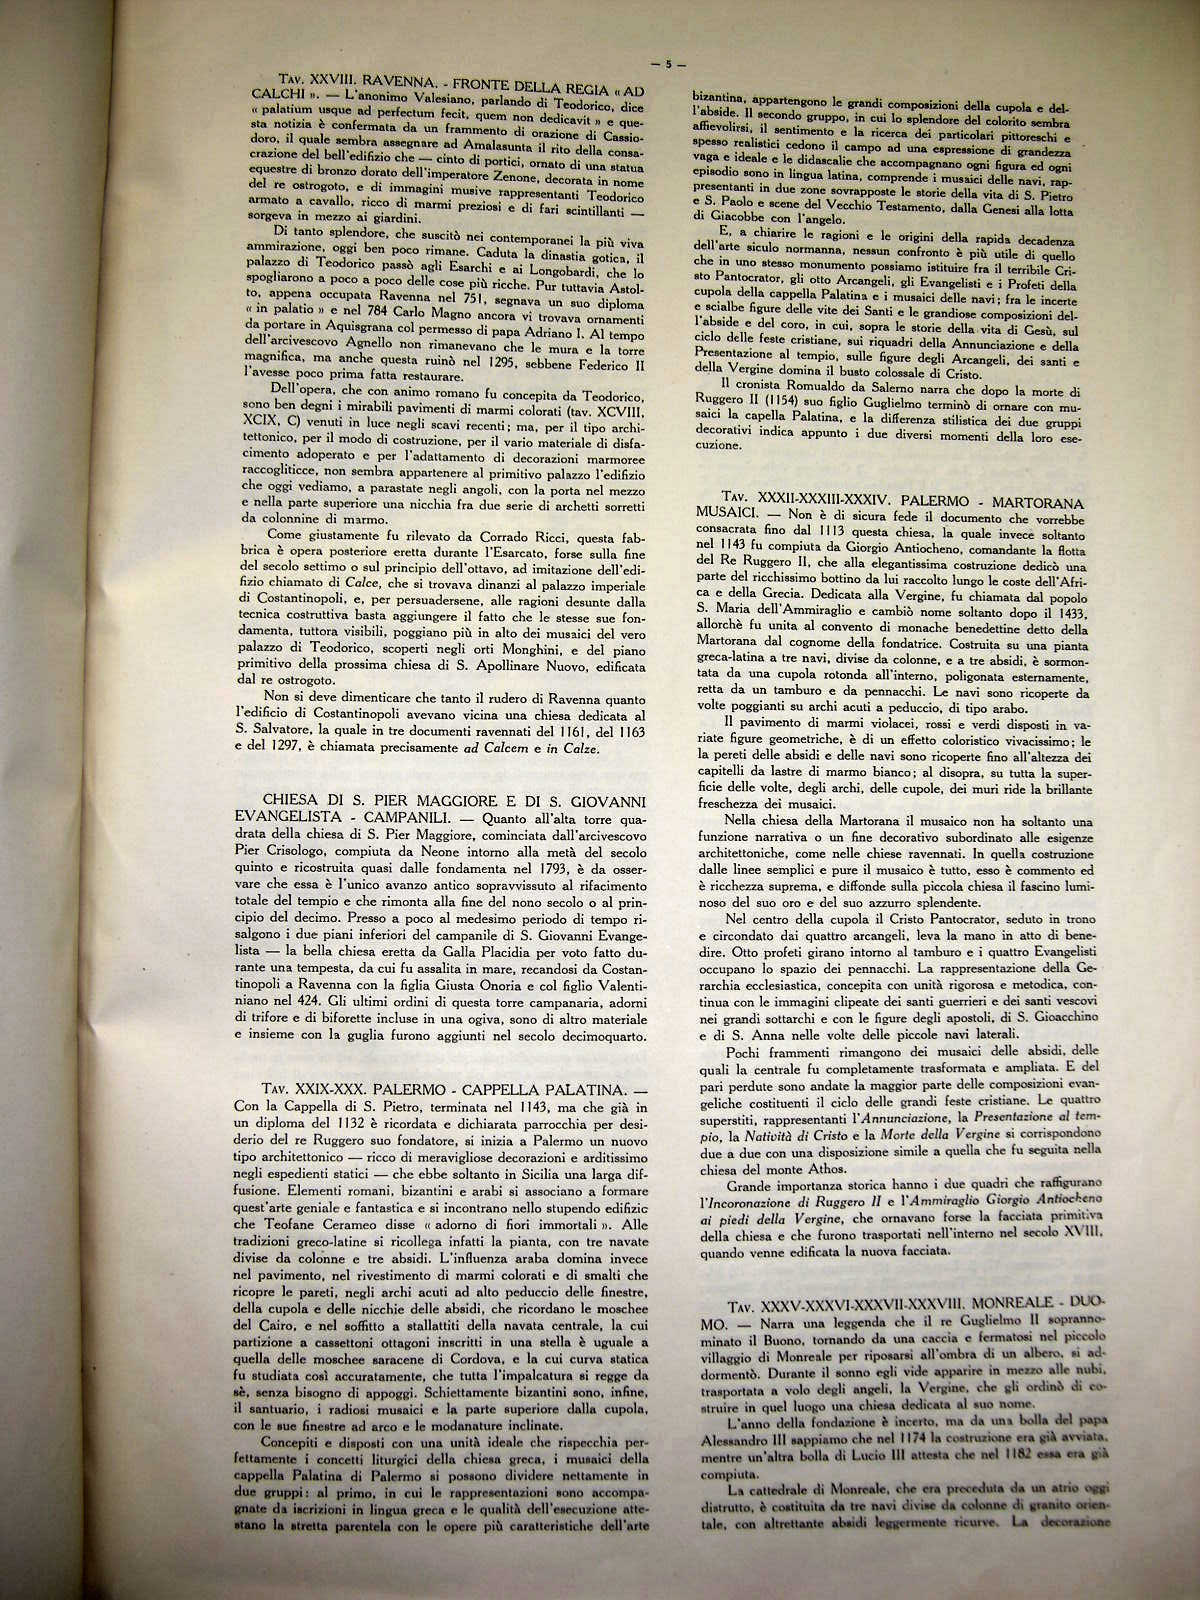 — 5 —
TAV. XXVIII. RAVENNA. - FRONTE DELLA REGIA « AD
CALCHI ». — L'anonimo Valesiano, parlando di Teodorico, dice
« palatium usque ad perfectum fecit, quem non dedicavit » e que-
sta notizia è confermata da un frammento di orazione di Cassio-
doro, il quale sembra assegnare ad Amalasunta il rito della consa-
crazione del bell'edifizio che — cinto di portici, ornato di una statua
equestre di bronzo dorato dell'imperatore Zenone, decorata in nome
del re ostrogoto, e di immagini musive rappresentanti Teodorico
armato a cavallo, ricco di marmi preziosi e di fari scintillanti —
sorgeva in mezzo ai giardini.
Di tanto splendore, che suscitò nei contemporanei la più viva
ammirazione, oggi ben poco rimane. Caduta la dinastia gotica, il
palazzo di Teodorico passò agli Esarchi e ai Longobardi, che lo
spogliarono a poco a poco delle cose più ricche. Pur tuttavia Astol-
to, appena occupata Ravenna nel 751, segnava un suo diploma
« in palatio » e nel 784 Carlo Magno ancora vi trovava ornamenti
da portare in Aquisgrana col permesso di papa Adriano I. Al tempo
dell'arcivescovo Agnello non rimanevano che le mura e la torre
magnifica, ma anche questa ruinò nel 1295, sebbene Federico II
l'avesse poco prima fatta restaurare.
Dell'opera, che con animo romano fu concepita da Teodorico,
sono ben degni i mirabili pavimenti di marmi colorati (tav. XCVIII,
XCIX, C) venuti in luce negli scavi recenti; ma, per il tipo archi-
tettonico, per il modo di costruzione, per il vario materiale di disfa-
cimento adoperato e per l'adattamento di decorazioni marmoree
raccogliticce, non sembra appartenere al primitivo palazzo l'edifizio
che oggi vediamo, a parastate negli angoli, con la porta nel mezzo
e nella parte superiore una nicchia fra due serie di archetti sorretti
da colonnine di marmo.
Come giustamente fu rilevato da Corrado Ricci, questa fab-
brica è opera posteriore eretta durante l'Esarcato, forse sulla fine
del secolo settimo o sul principio dell'ottavo, ad imitazione dell'edi-
fizio chiamato di Calce, che si trovava dinanzi al palazzo imperiale
di Costantinopoli, e, per persuadersene, alle ragioni desunte dalla
tecnica costruttiva basta aggiungere il fatto che le stesse sue fon-
damenta, tuttora visibili, poggiano più in alto dei musaici del vero
palazzo di Teodorico, scoperti negli orti Monghini, e del piano
primitivo della prossima chiesa di S. Apollinare Nuovo, edificata
dal re ostrogoto.
Non si deve dimenticare che tanto il rudero di Ravenna quanto
l'edificio di Costantinopoli avevano vicina una chiesa dedicata al
S. Salvatore, la quale in tre documenti ravennati del 1161, del 1163
e del 1297, è chiamata precisamente ad Calcem e in Calze.
CHIESA DI S. PIER MAGGIORE E DI S. GIOVANNI
EVANGELISTA - CAMPANILI. — Quanto all'alta torre qua-
drata della chiesa di S. Pier Maggiore, cominciata dall'arcivescovo
Pier Crisologo, compiuta da Neone intorno alla metà del secolo
quinto e ricostruita quasi dalle fondamenta nel 1793, è da osser-
vare che essa è l'unico avanzo antico sopravvissuto al rifacimento
totale del tempio e che rimonta alla fine del nono secolo o al prin-
cipio del decimo. Presso a poco al medesimo periodo di tempo ri-
salgono i due piani inferiori del campanile di S. Giovanni Evange-
lista — la bella chiesa eretta da Galla Placidia per voto fatto du-
rante una tempesta, da cui fu assalita in mare, recandosi da Costan-
tinopoli a Ravenna con la figlia Giusta Onoria e col figlio Valenti-
niano nel 424. Gli ultimi ordini di questa torre campanaria, adorni
di trifore e di biforette incluse in una ogiva, sono di altro materiale
e insieme con la guglia furono aggiunti nel secolo decimoquarto.
TAV. XXIX-XXX. PALERMO - CAPPELLA PALATINA. —
Con la Cappella di S. Pietro, terminata nel 1143, ma che già in
un diploma del 1132 è ricordata e dichiarata parrocchia per desi-
derio del re Ruggero suo fondatore, si inizia a Palermo un nuovo
tipo architettonico — ricco di meravigliose decorazioni e arditissimo
negli espedienti statici — che ebbe soltanto in Sicilia una larga dif-
fusione. Elementi romani, bizantini e arabi si associano a formare
quest'arte geniale e fantastica e si incontrano nello stupendo edifizio
che Teofane Cerameo disse « adorno di fiori immortali ». Alle
tradizioni greco-latine si ricollega infatti la pianta, con tre navate
divise da colonne e tre absidi. L'influenza araba domina invece
nel pavimento, nel rivestimento di marmi colorati e di smalti che
ricopre le pareti, negli archi acuti ad alto peduccio delle finestre,
della cupola e delle nicchie delle absidi, che ricordano le moschee
del Cairo, e nel soffitto a stallattiti della navata centrale, la cui
partizione a cassettoni ottagoni inscritti in una stella è uguale a
quella delle moschee saracene di Cordova, e la cui curva statica
fu studiata così accuratamente, che tutta l'impalcatura si regge da
sè, senza bisogno di appoggi. Schiettamente bizantini sono, infine,
il santuario, i radiosi musaici e la parte superiore dalla cupola,
con le sue finestre ad arco e le modanature inclinate.
Concepiti e disposti con una unità ideale che rispecchia per-
fettamente i concetti liturgici della chiesa greca, i musaici della
cappella Palatina di Palermo si possono dividere nettamente in
due gruppi: al primo, in cui le rappresentazioni sono accompa-
gnate da iscrizioni in lingua greca e le qualità dell'esecuzione atte-
stano la stretta parentela con le opere più caratteristiche dell'arte
bizantina, appartengono le grandi composizioni della cupola e del-
l'abside. Il secondo gruppo, in cui lo splendore del colorito sembra
affievolirsi, il sentimento e la ricerca dei particolari pittoreschi e
spesso realistici cedono il campo ad una espressione di grandezza
vaga e ideale e le didascalie che accompagnano ogni figura ed ogni
episodio sono in lingua latina, comprende i musaici delle navi, rap-
presentanti in due zone sovrapposte le storie della vita di S. Pietro
e S. Paolo e scene del Vecchio Testamento, dalla Genesi alla lotta
di Giacobbe con l'angelo.
E, a chiarire le ragioni e le origini della rapida decadenza
dell'arte siculo normanna, nessun confronto è più utile di quello
che in uno stesso monumento possiamo istituire fra il terribile Cri-
sto Pantocrator, gli otto Arcangeli, gli Evangelisti e i Profeti della
cupola della cappella Palatina e i musaici delle navi; fra le incerte
e scialbe figure delle vite dei Santi e le grandiose composizioni del-
l'abside e del coro, in cui, sopra le storie della vita di Gesù, sul
ciclo delle feste cristiane, sui riquadri della Annunciazione e della
Presentazione al tempio, sulle figure degli Arcangeli, dei santi e
della Vergine domina il busto colossale di Cristo.
Il cronista Romualdo da Salerno narra che dopo la morte di
Ruggero II (1154) suo figlio Guglielmo terminò di ornare con mu-
saici la capella Palatina, e la differenza stilistica dei due gruppi
decorativi indica appunto i due diversi momenti della loro ese-
cuzione.
TAV. XXXII-XXXIII-XXXIV. PALERMO - MARTORANA
MUSAICI. — Non è di sicura fede il documento che vorrebbe
consacrata fino dal 1113 questa chiesa, la quale invece soltanto
nel 1143 fu compiuta da Giorgio Antiocheno, comandante la flotta
del Re Ruggero II, che alla elegantissima costruzione dedicò una
parte del ricchissimo bottino da lui raccolto lungo le coste dell'Afri-
ca e della Grecia. Dedicata alla Vergine, fu chiamata dal popolo
S. Maria dell'Ammiraglio e cambiò nome soltanto dopo il 1433,
allorchè fu unita al convento di monache benedettine detto della
Martorana dal cognome della fondatrice. Costruita su una pianta
greca-latina a tre navi, divise da colonne, e a tre absidi, è sormon-
tata da una cupola rotonda all'interno, poligonata esternamente,
retta da un tamburo e da pennacchi. Le navi sono ricoperte da
volte poggianti su archi acuti a peduccio, di tipo arabo.
Il pavimento di marmi violacei, rossi e verdi disposti in va-
riate figure geometriche, è di un effetto coloristico vivacissimo; le
la pereti delle absidi e delle navi sono ricoperte fino all'altezza dei
capitelli da lastre di marmo bianco; al disopra, su tutta la super-
ficie delle volte, degli archi, delle cupole, dei muri ride la brillante
freschezza dei musaici.
Nella chiesa della Martorana il musaico non ha soltanto una
funzione narrativa o un fine decorativo subordinato alle esigenze
architettoniche, come nelle chiese ravennati. In quella costruzione
dalle linee semplici e pure il musaico è tutto, esso è commento ed
è ricchezza suprema, e diffonde sulla piccola chiesa il fascino lumi-
noso del suo oro e del suo azzurro splendente.
Nel centro della cupola il Cristo Pantocrator, seduto in trono
e circondato dai quattro arcangeli, leva la mano in atto di bene-
dire. Otto profeti girano intorno al tamburo e i quattro Evangelisti
occupano lo spazio dei pennacchi. La rappresentazione della Ge-
rarchia ecclesiastica, concepita con unità rigorosa e metodica, con-
tinua con le immagini clipeate dei santi guerrieri e dei santi vescovi
nei grandi sottarchi e con le figure degli apostoli, di S. Gioacchino
e di S. Anna nelle volte delle piccole navi laterali.
Pochi frammenti rimangono dei musaici delle absidi, delle
quali la centrale fu completamente trasformata e ampliata. E del
pari perdute sono andate la maggior parte delle composizioni evan-
geliche costituenti il ciclo delle grandi feste cristiane. Le quattro
superstiti, rappresentanti l'Annunciazione, la Presentazione al tem-
pio, la Natività di Cristo e la Morte della Vergine si corrispondono
due a due con una disposizione simile a quella che fu seguita nella
chiesa del monte Athos.
Grande importanza storica hanno i due quadri che raffigurano
l'Incoronazione di Ruggero II e l'Ammiraglio Giorgio Antiocheno
ai piedi della Vergine, che ornavano forse la facciata primitiva
della chiesa e che furono trasportati nell'interno nel secolo XVIII,
quando venne edificata la nuova facciata.
TAV. XXXV-XXXVI-XXXVII-XXXVIII. MONREALE - DUO-
MO. — Narra una leggenda che il re Guglielmo II sopranno-
minato il Buono, tornando da una caccia e fermatosi nel piccolo
villaggio di Monreale per riposarsi all'ombra di un albero, si ad-
dormentò. Durante il sonno egli vide apparire in mezzo alle nubi,
trasportata a volo degli angeli, la Vergine, che gli ordinò di co-
struire in quel luogo una chiesa dedicata al suo nome.
L'anno della fondazione è incerto, ma da una bolla del papa
Alessandro III sappiamo che nel 1174 la costruzione era già avviata,
mentre un'altra bolla di Lucio III attesta che nel 1182 essa era già
compiuta.
La cattedrale di Monreale, che era preceduta da un atrio oggi
distrutto, è costituita da tre navi divise da colonne di granito orien-
tale, con altrettante absidi leggermente ricurve. La decorazione